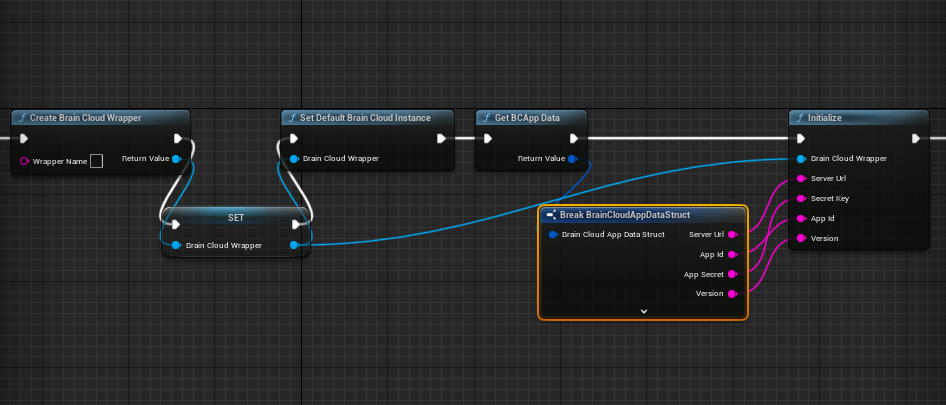 Create Brain Cloud Wrapper
Wrapper Name
Return Value
SET
Brain Cloud Wrapper
Set Default Brain Cloud Instance
Brain Cloud Wrapper
Get BCApp Data
Return Value
Break BrainCloudAppDataStruct
Brain Cloud App Data Struct
Server Url
App Id
App Secret
Version
Initialize
Brain Cloud Wrapper
Server Url
Secret Key
App Id
Version